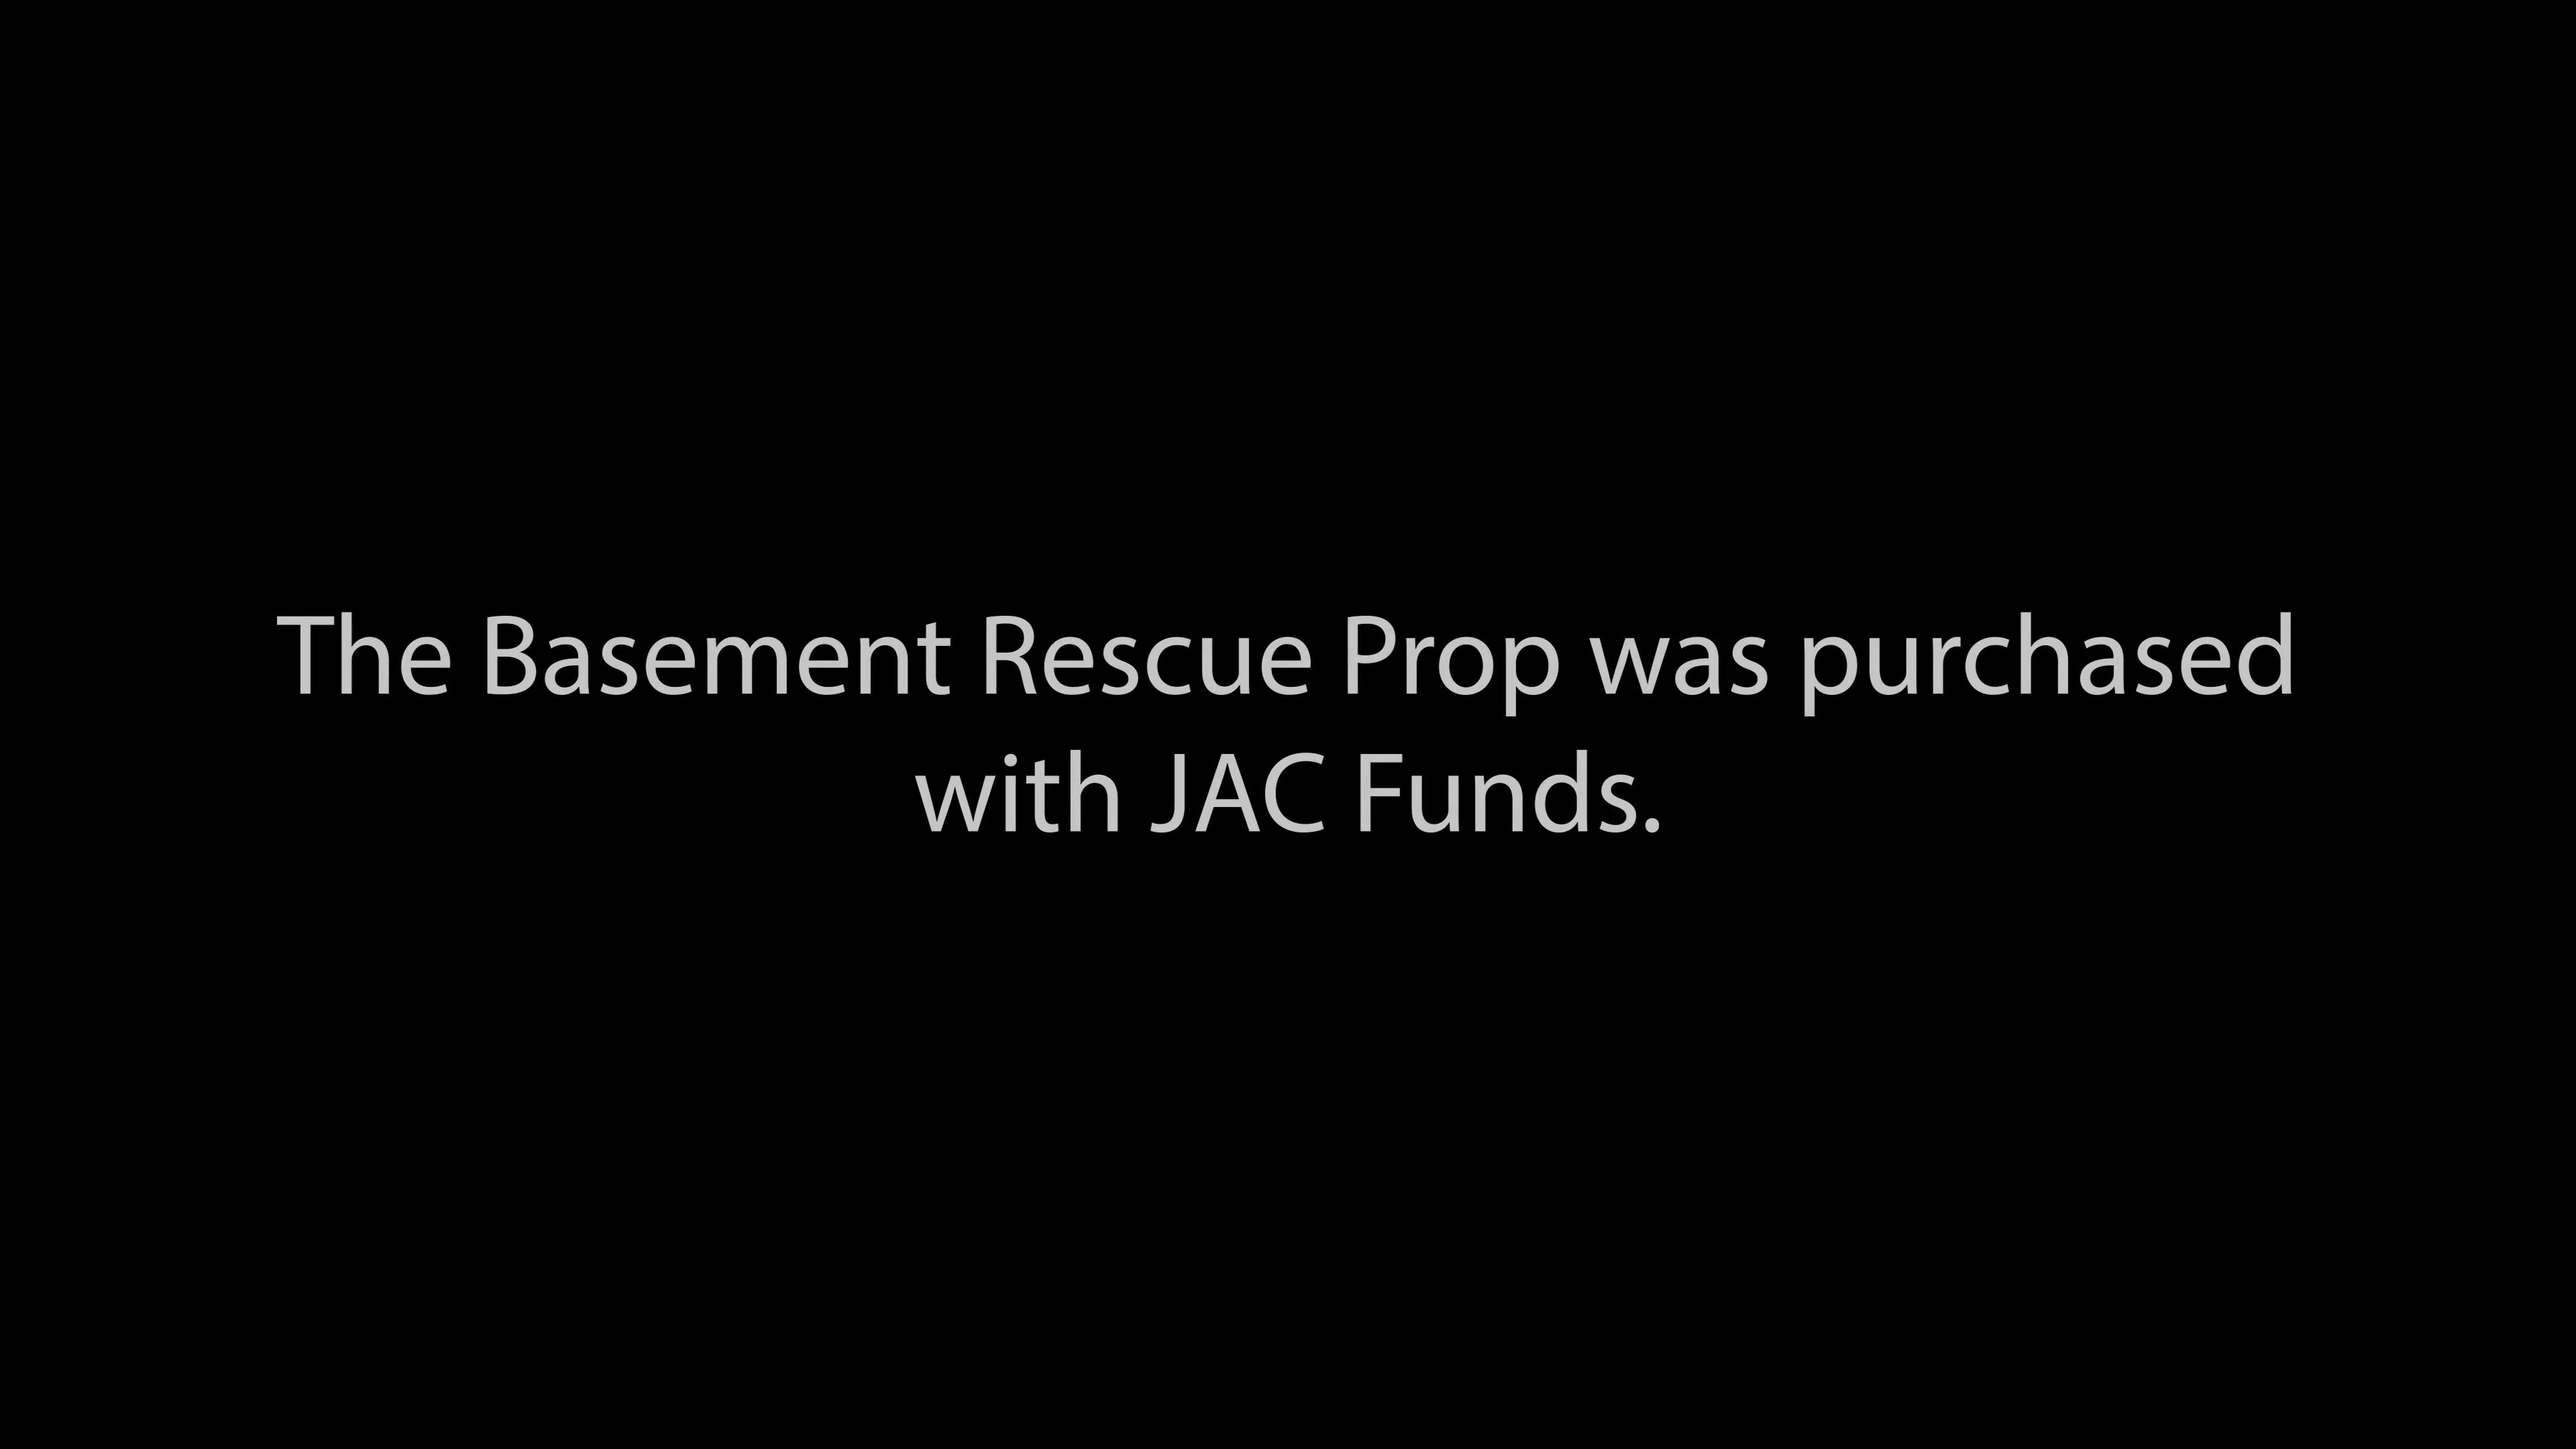 The Basement Rescue Prop was purchased
with JAC Funds.